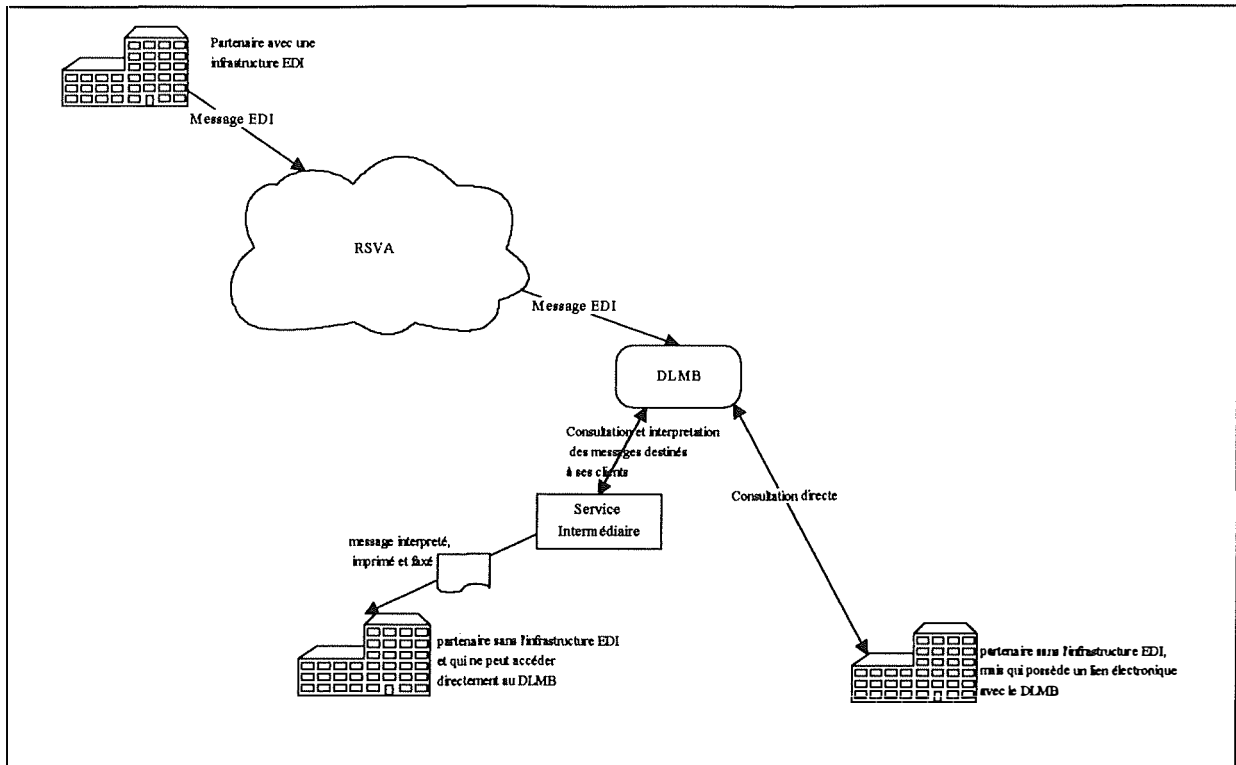 Partenaire avec une
infrastructure EDI
Message EDI
RSVA
Message EDI
DLMB
Consultation et interpretation
des messages destinés
à ses clients
Consultation directe
Service
Intermédiaire
message interpreté,
imprimé et faxé
partenaire sans l'infrastructure EDI
et qui ne peut accéder
directement au DLMB
partenaire sans l'infrastructure EDI,
mais qui possède un lien électronique
avec le DLMB